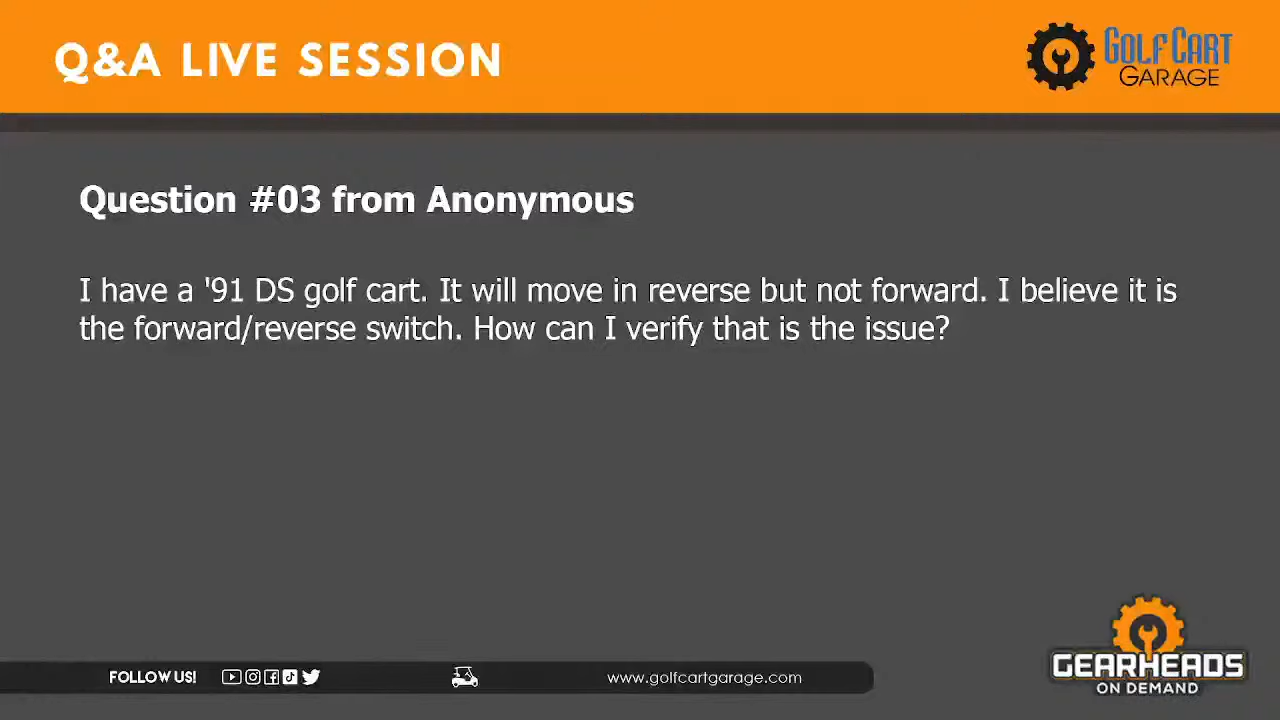 Q&A LIVE SESSION
GOLF CART
GARAGE
Question #03 from Anonymous
I have a '91 DS golf cart. It will move in reverse but not forward. I believe it is
the forward/reverse switch. How can I verify that is the issue?
FOLLOW US!
www.golfcartgarage.com
GEARHEADS
ON DEMAND